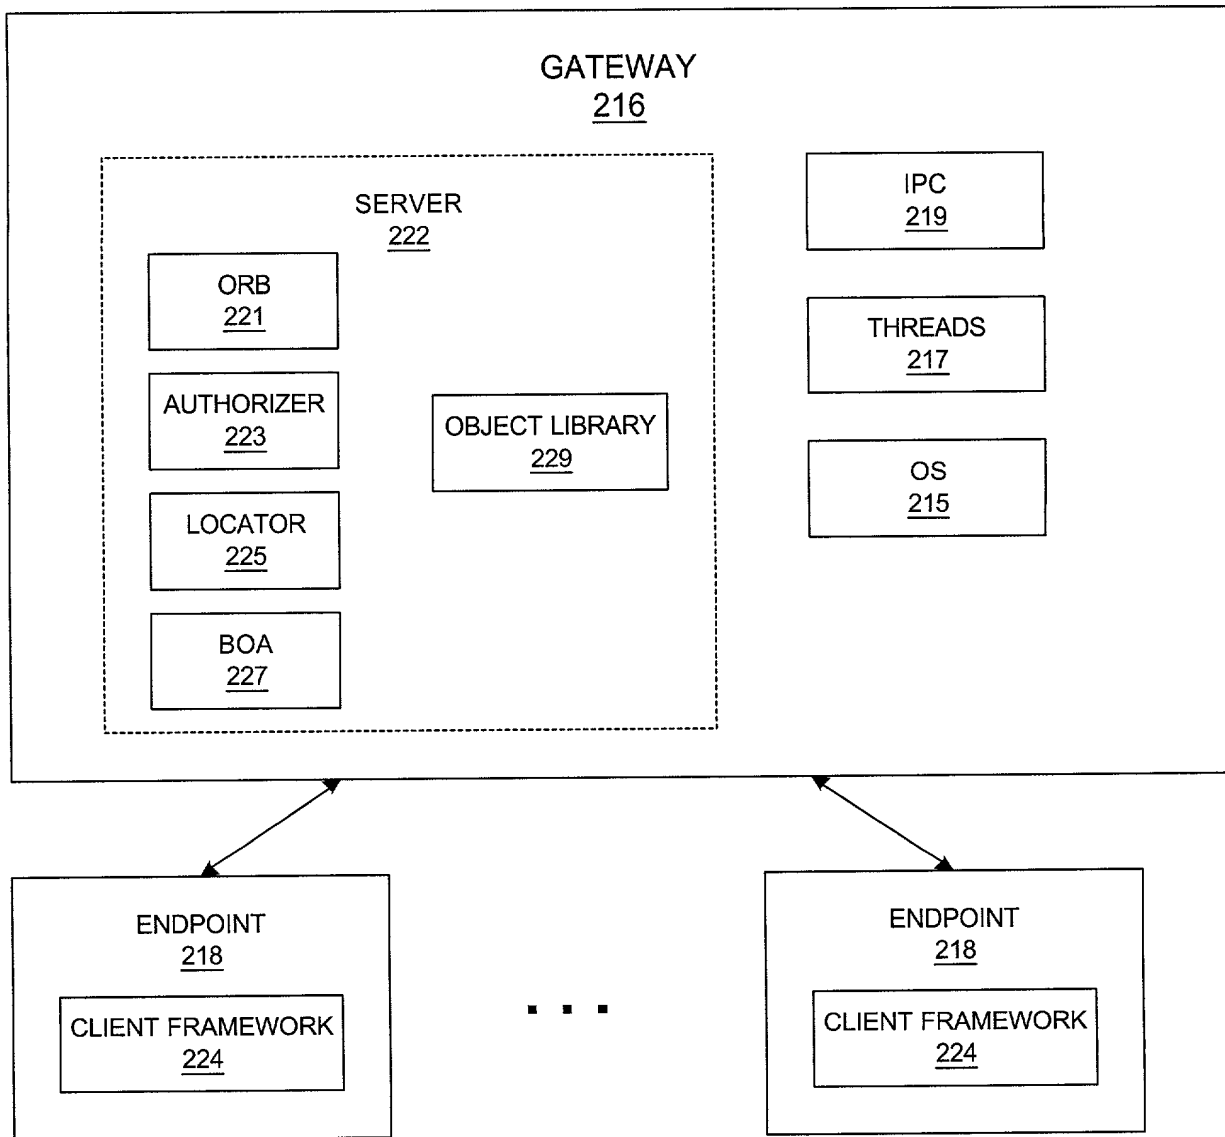 GATEWAY
216
SERVER
222
ORB
221
AUTHORIZER
223
LOCATOR
225
BOA
227
OBJECT LIBRARY
229
IPC
219
THREADS
217
OS
215
ENDPOINT
218
CLIENT FRAMEWORK
224
. . .
ENDPOINT
218
CLIENT FRAMEWORK
224